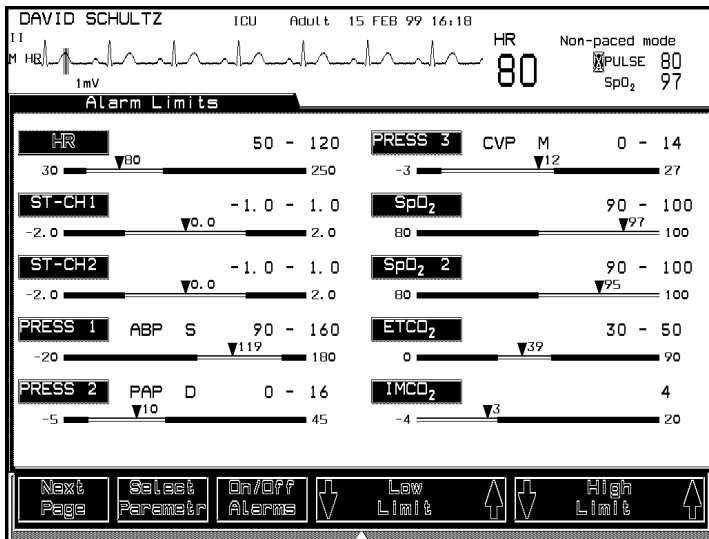 DAVID SCHULTZ ICU Adult 15 FEB 99 16:18
II
M HR
1mV
HR
80
Non-paced mode
PULSE 80
SpO₂ 97
Alarm Limits
HR 50 - 120
80
30 250
ST-CH1 -1.0 - 1.0
0.0
-2.0 2.0
ST-CH2 -1.0 - 1.0
0.0
-2.0 2.0
PRESS 1 ABP S 90 - 160
119
-20 180
PRESS 2 PAP D 0 - 16
10
-5 45
PRESS 3 CVP M 0 - 14
12
-3 27
SpO₂ 90 - 100
97
80 100
SpO₂ 2 90 - 100
95
80 100
ETCO₂ 30 - 50
39
0 90
IMCO₂ 4
3
-4 20
Next Page
Select Parametr
On/Off Alarms
Low Limit
High Limit